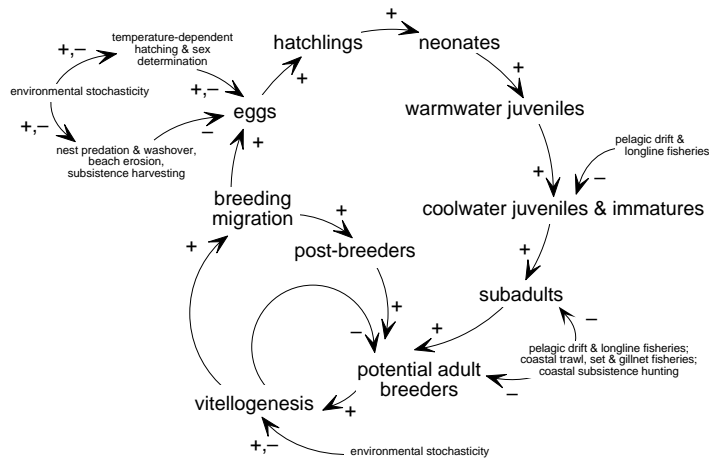 +
hatchlings
neonates
temperature-dependent
hatching & sex
determination
+,–
+
+
environmental stochasticity
+,–
eggs
warmwater juveniles
+,–
–
nest predation & washover,
beach erosion,
subsistence harvesting
+
pelagic drift &
longline fisheries
+
–
breeding
migration
+
coolwater juveniles & immatures
+
post-breeders
+
subadults
+
–
–
+
pelagic drift & longline fisheries;
coastal trawl, set & gillnet fisheries;
coastal subsistence hunting
potential adult
breeders
–
vitellogenesis
+
+,–
environmental stochasticity